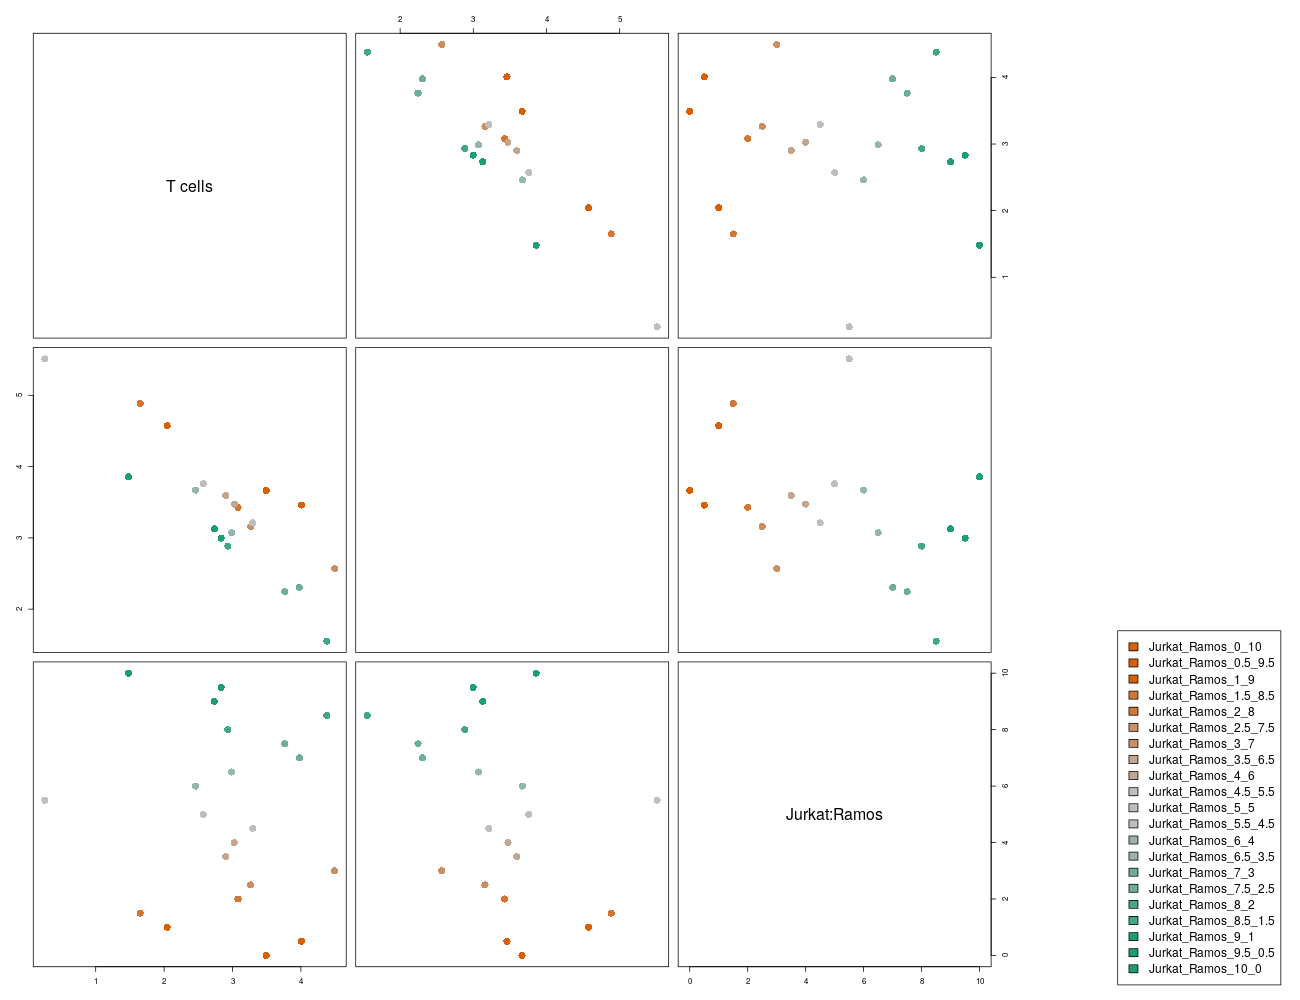 2 3 4 5
T cells
4
3
2
1
5
4
3
2
Jurkat:Ramos
10
8
6
4
2
0
1 2 3 4
0 2 4 6 8 10
Jurkat_Ramos_0_10
Jurkat_Ramos_0.5_9.5
Jurkat_Ramos_1_9
Jurkat_Ramos_1.5_8.5
Jurkat_Ramos_2_8
Jurkat_Ramos_2.5_7.5
Jurkat_Ramos_3_7
Jurkat_Ramos_3.5_6.5
Jurkat_Ramos_4_6
Jurkat_Ramos_4.5_5.5
Jurkat_Ramos_5_5
Jurkat_Ramos_5.5_4.5
Jurkat_Ramos_6_4
Jurkat_Ramos_6.5_3.5
Jurkat_Ramos_7_3
Jurkat_Ramos_7.5_2.5
Jurkat_Ramos_8_2
Jurkat_Ramos_8.5_1.5
Jurkat_Ramos_9_1
Jurkat_Ramos_9.5_0.5
Jurkat_Ramos_10_0